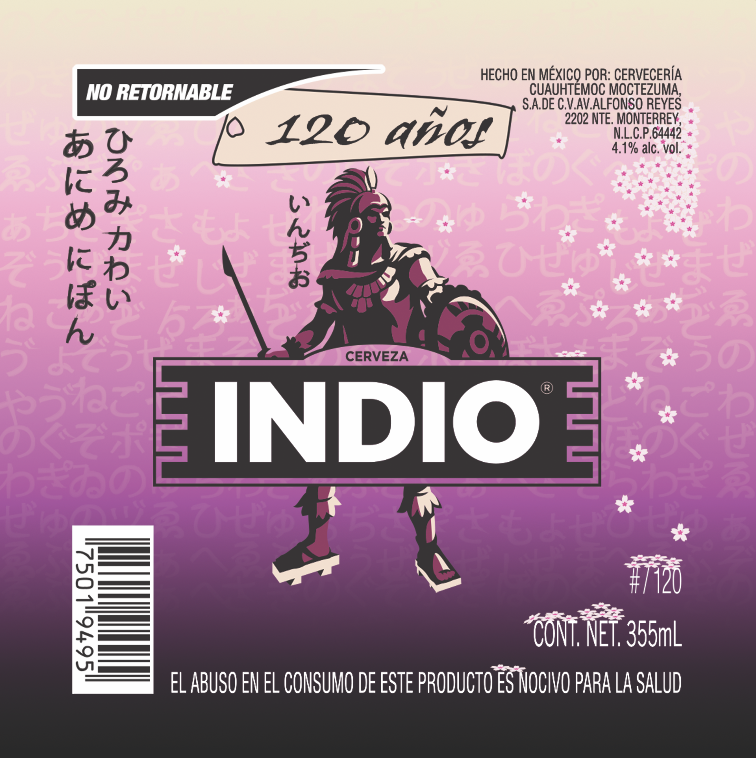 NO RETORNABLE
120 años
HECHO EN MÉXICO POR: CERVECERÍA
CUAUHTÉMOC MOCTEZUMA,
S.A.DE C.V.AV.ALFONSO REYES
2202 NTE. MONTERREY,
N.L.C.P.64442
4.1% alc. vol.
ひろみ カわい
あにめ にぽん
いんぢお
CERVEZA
INDIO®
7501 9495
#/120
CONT. NET. 355mL
EL ABUSO EN EL CONSUMO DE ESTE PRODUCTO ES NOCIVO PARA LA SALUD